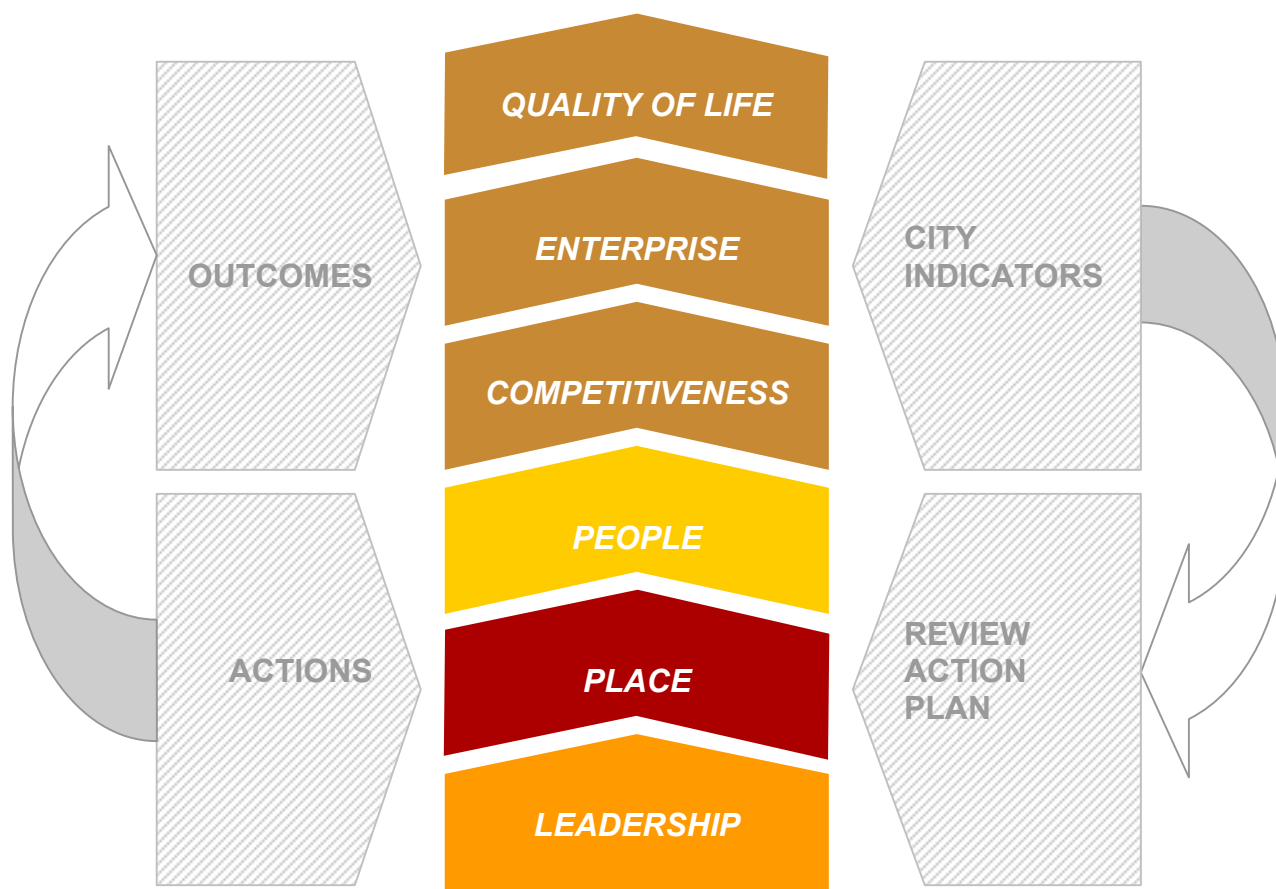 QUALITY OF LIFE
ENTERPRISE
COMPETITIVENESS
PEOPLE
PLACE
LEADERSHIP
OUTCOMES
ACTIONS
CITY
INDICATORS
REVIEW
ACTION
PLAN